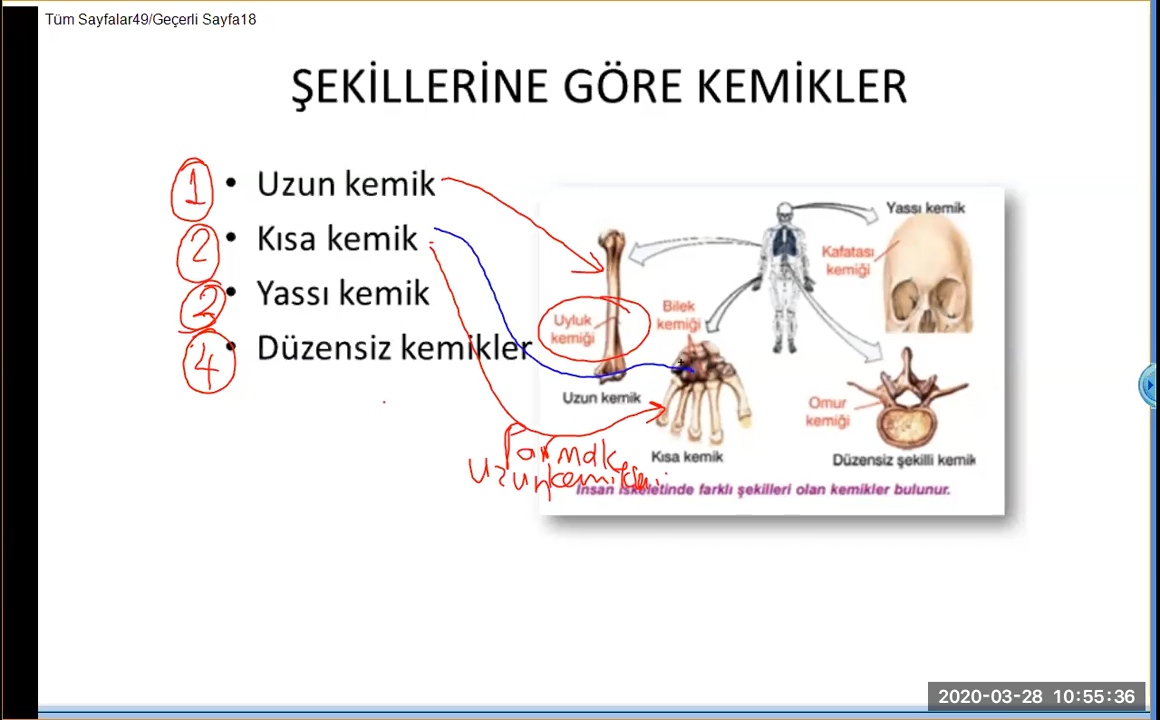 Tüm Sayfalar49/Geçerli Sayfa18
ŞEKİLLERİNE GÖRE KEMİKLER
1 • Uzun kemik
2 • Kısa kemik
2 • Yassı kemik
4 • Düzensiz kemikler
Yassı kemik
Kafatası
kemiği
Bilek
kemiği
Uyluk
kemiği
Uzun kemik
Omur
kemiği
Kısa kemik
Düzensiz şekilli kemik
Parmak
uzun kemikleri
İnsan iskeletinde farklı şekilleri olan kemikler bulunur.
2020-03-28 10:55:36